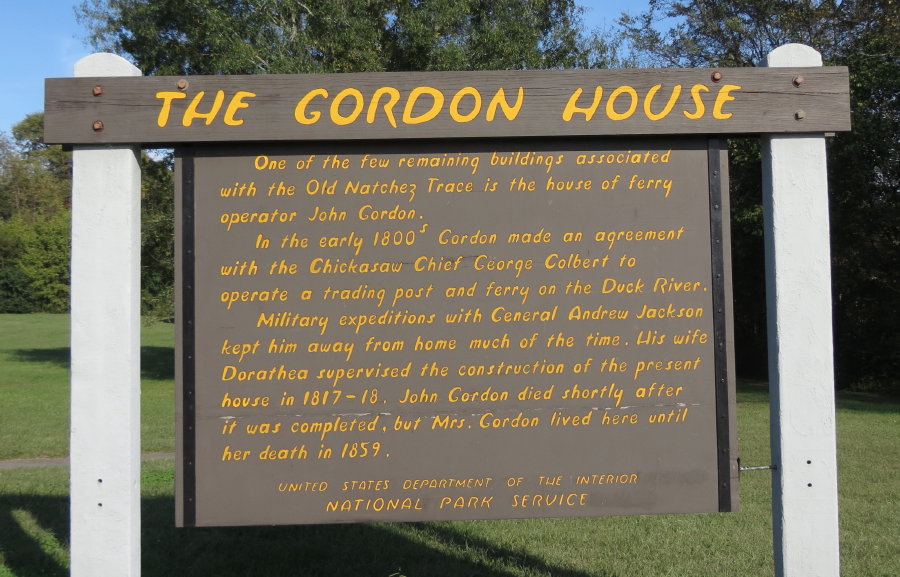 THE GORDON HOUSE
One of the few remaining buildings associated
with the Old Natchez Trace is the house of ferry
operator John Gordon.
In the early 1800s Gordon made an agreement
with the Chickasaw Chief George Colbert to
operate a trading post and ferry on the Duck River.
Military expeditions with General Andrew Jackson
kept him away from home much of the time. His wife
Dorathea supervised the construction of the present
house in 1817-18. John Gordon died shortly after
it was completed, but Mrs. Gordon lived here until
her death in 1859.
UNITED STATES DEPARTMENT OF THE INTERIOR
NATIONAL PARK SERVICE